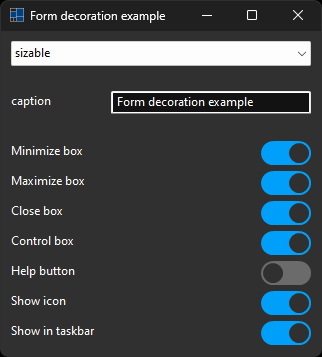 Form decoration example
sizable
caption
Form decoration example
Minimize box
Maximize box
Close box
Control box
Help button
Show icon
Show in taskbar